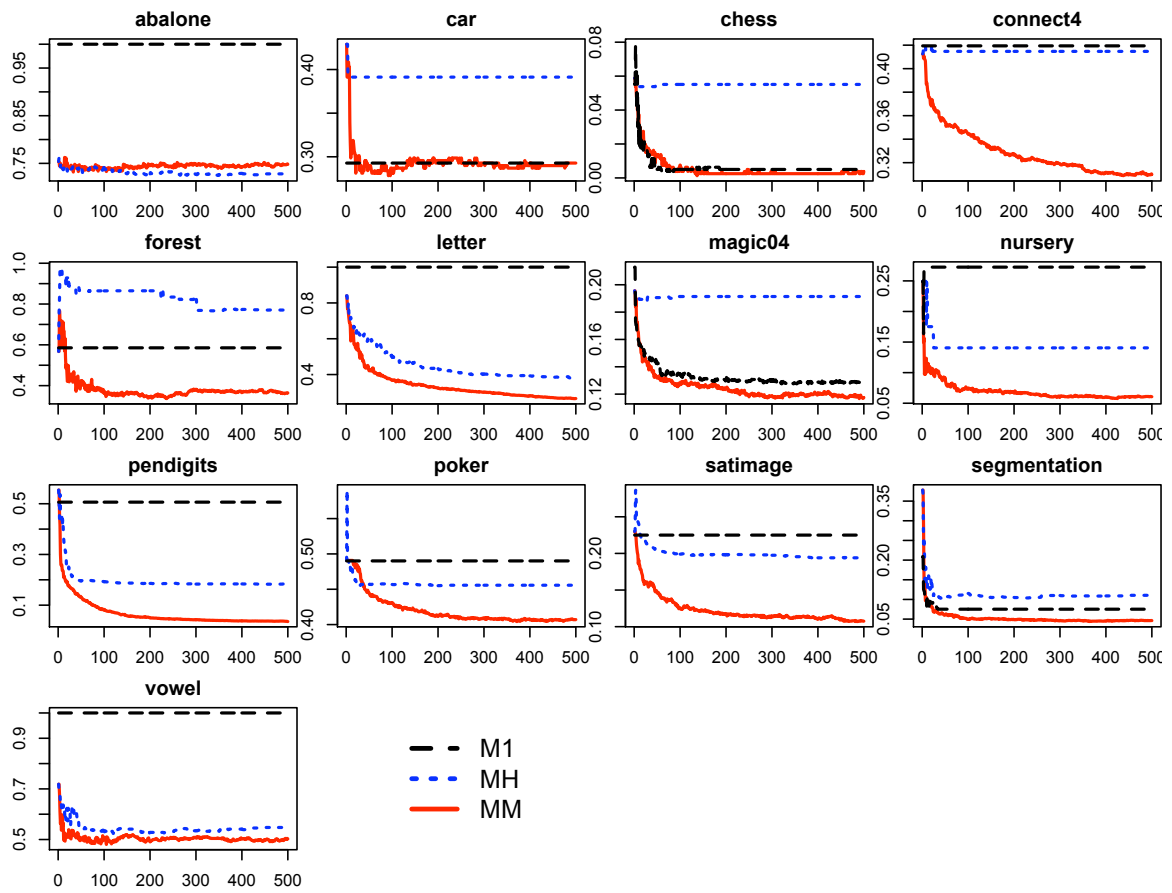 abalone car chess connect4
0.75 0.85 0.95
0.30 0.40
0.00 0.04 0.08
0.32 0.36 0.40
0 100 200 300 400 500 0 100 200 300 400 500 0 100 200 300 400 500 0 100 200 300 400 500
forest letter magic04 nursery
0.4 0.6 0.8 1.0
0.4 0.8
0.12 0.16 0.20
0.05 0.15 0.25
0 100 200 300 400 500 0 100 200 300 400 500 0 100 200 300 400 500 0 100 200 300 400 500
pendigits poker satimage segmentation
0.1 0.3 0.5
0.40 0.50
0.10 0.20
0.05 0.20 0.35
0 100 200 300 400 500 0 100 200 300 400 500 0 100 200 300 400 500 0 100 200 300 400 500
vowel
0.5 0.7 0.9
0 100 200 300 400 500
M1
MH
MM